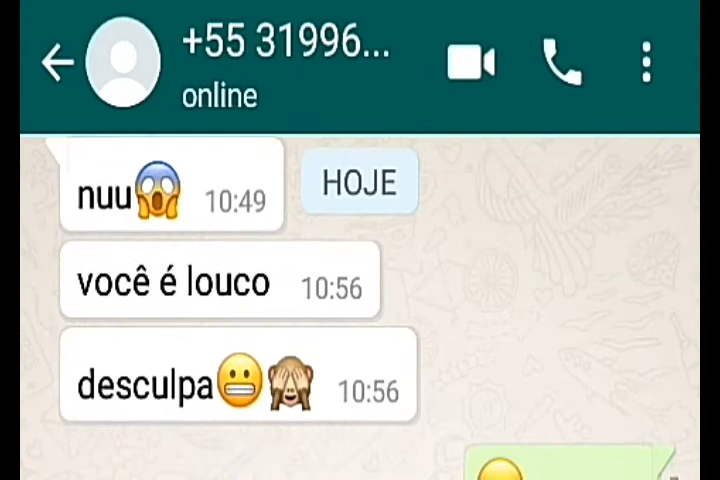 +55 31996...
online
HOJE
nuu😱 10:49
você é louco 10:56
desculpa😬🙈 10:56